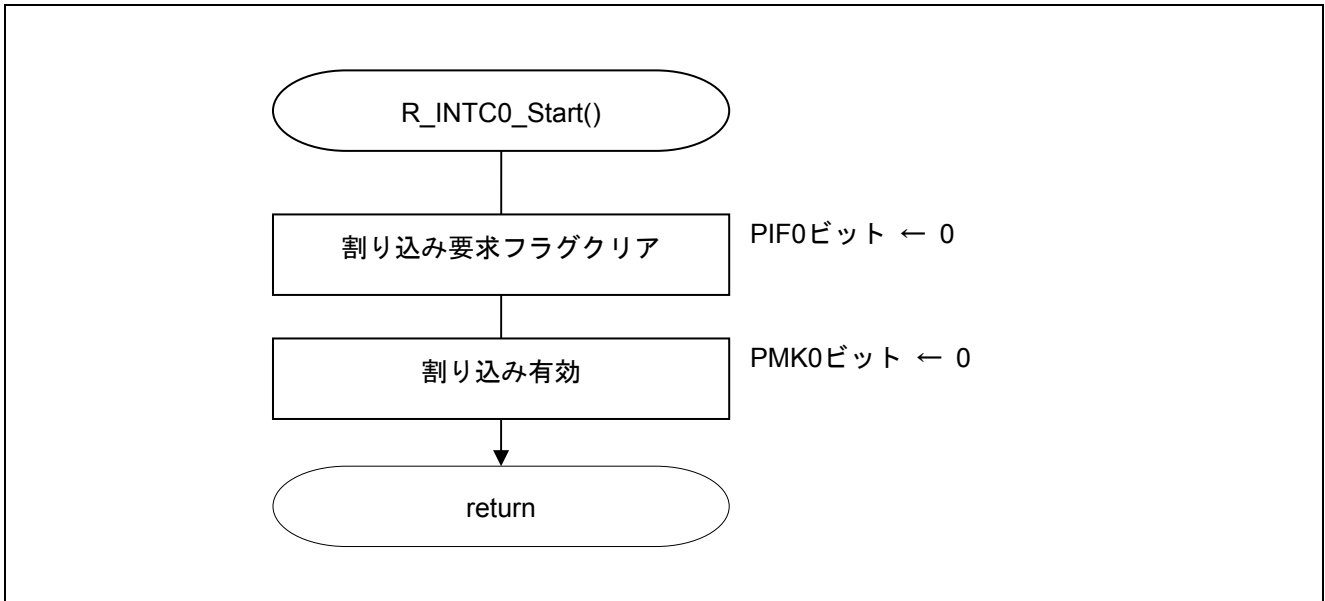 R_INTC0_Start()
割り込み要求フラグクリア
PIF0ビット ← 0
割り込み有効
PMK0ビット ← 0
return